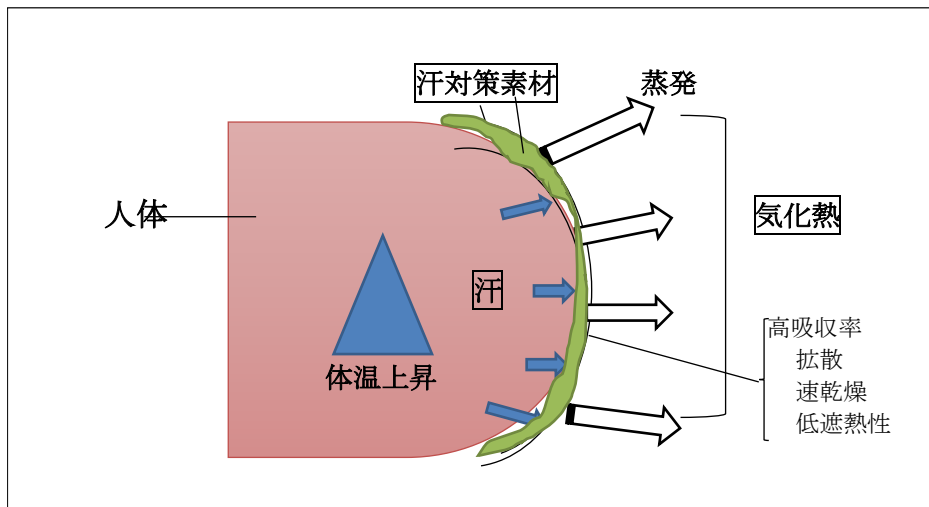 汗対策素材
蒸発
人体
気化熱
汗
体温上昇
高吸収率
拡散
速乾燥
低遮熱性